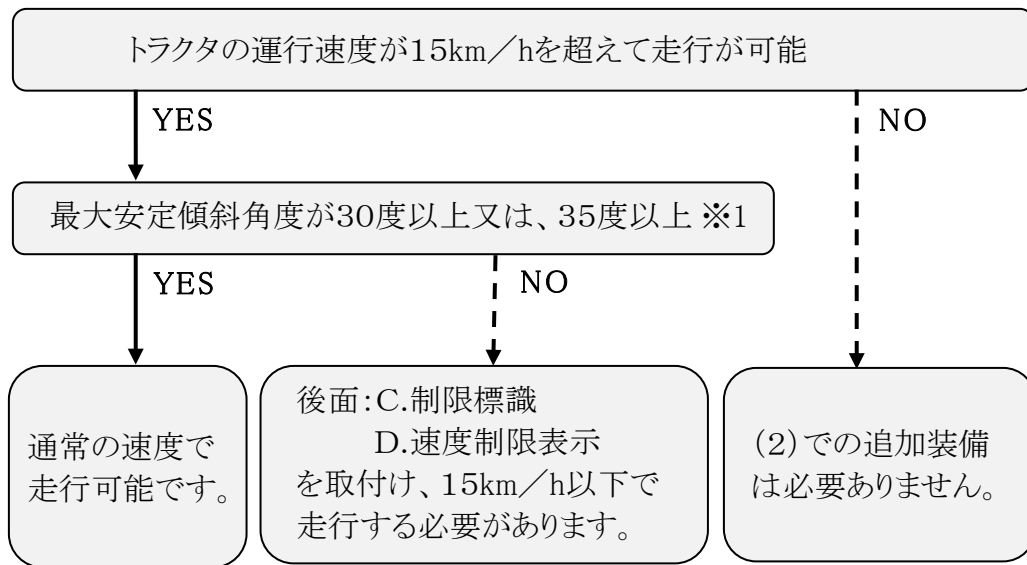 トラクタの運行速度が15km／hを超えて走行が可能
YES
NO
最大安定傾斜角度が30度以上又は、35度以上 ※1
YES
NO
通常の速度で
走行可能です。
後面：C.制限標識
D.速度制限表示
を取付け、15km／h以下で
走行する必要があります。
（2）での追加装備
は必要ありません。